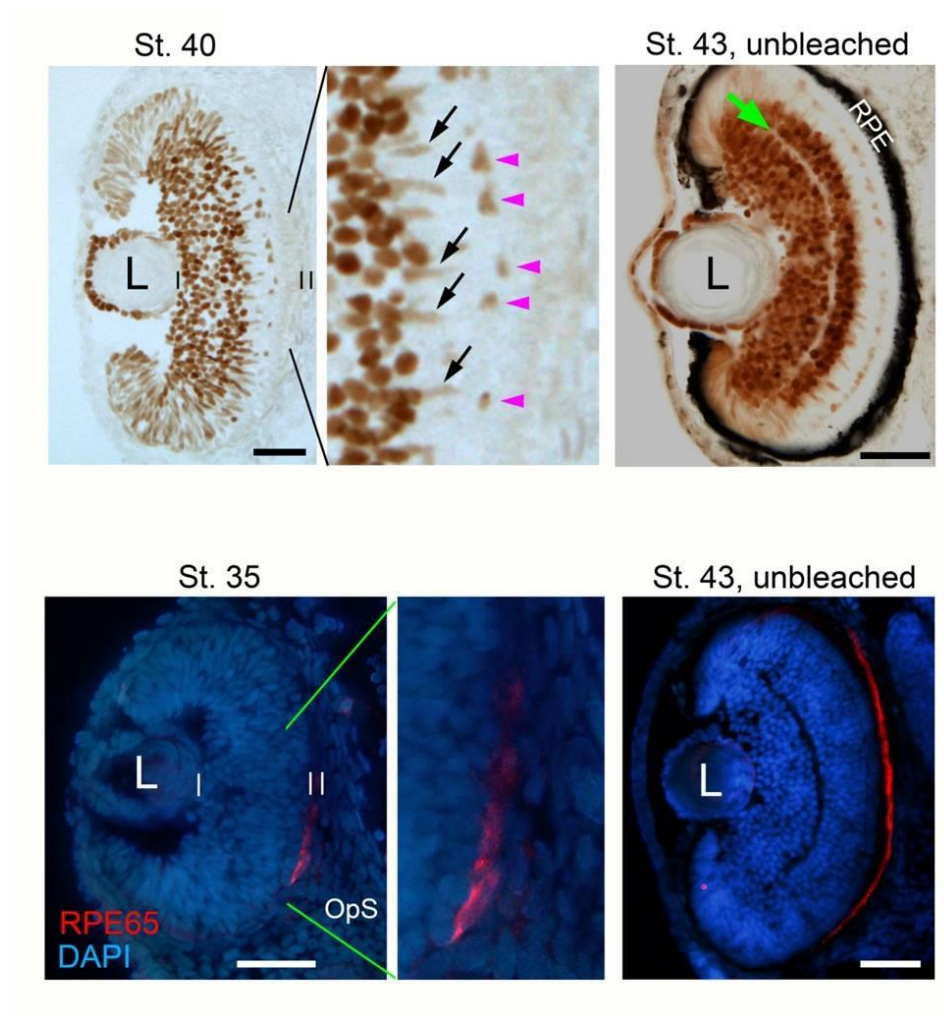 St. 40
St. 43, unbleached
L
I
II
L
RPE
St. 35
St. 43, unbleached
L
I
II
OpS
RPE65
DAPI
L